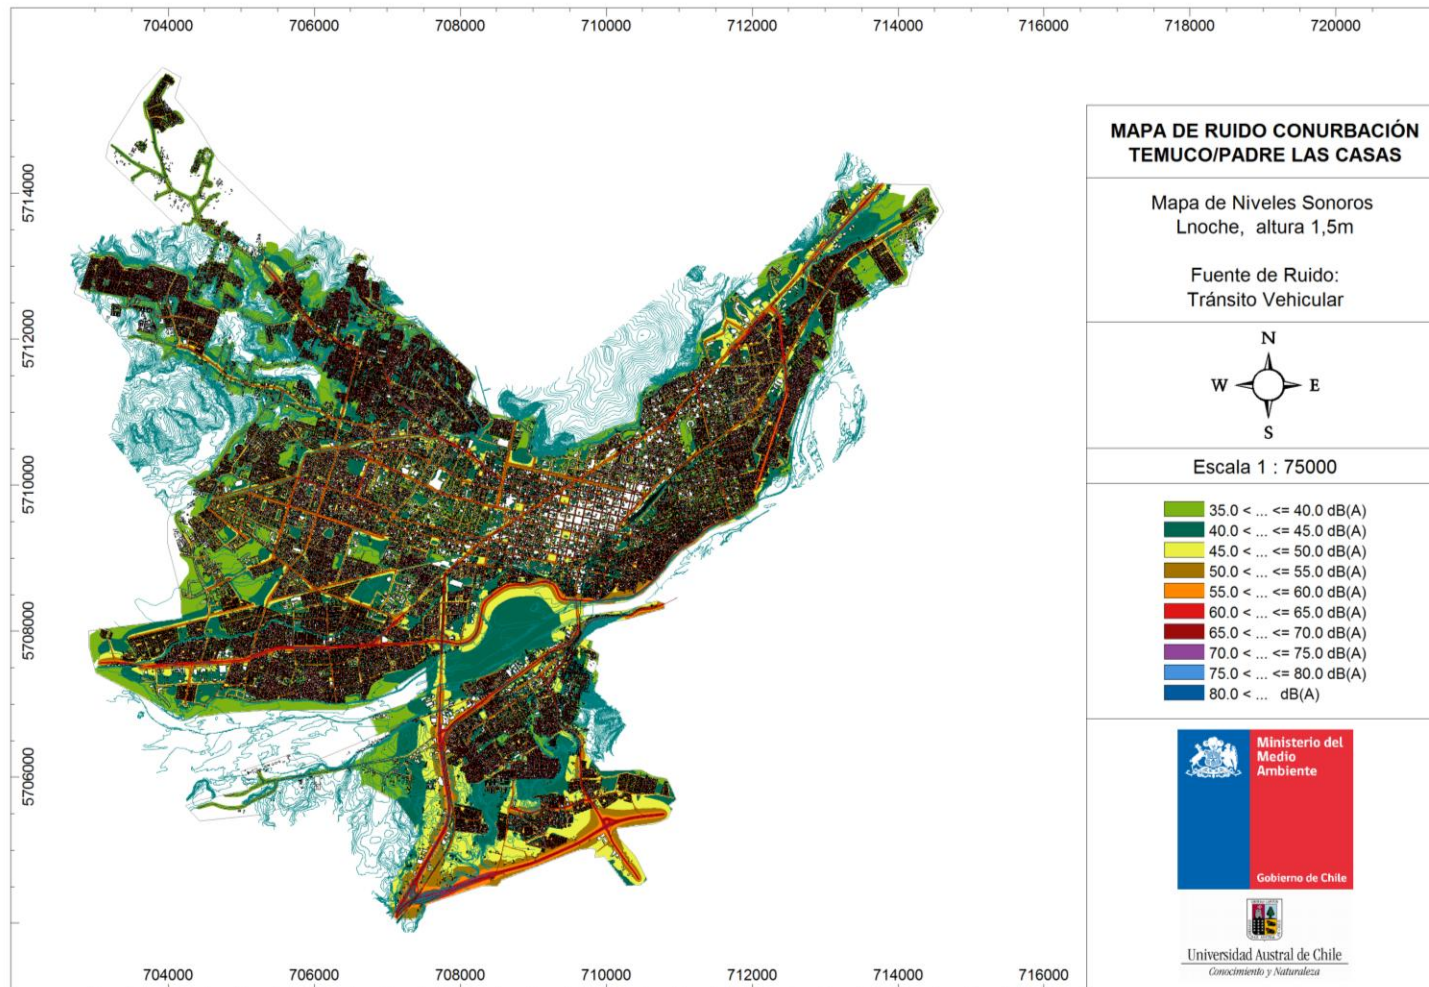 704000 706000 708000 710000 712000 714000 716000 718000 720000
5714000
5712000
5710000
5708000
5706000
704000 706000 708000 710000 712000 714000 716000
MAPA DE RUIDO CONURBACIÓN
TEMUCO/PADRE LAS CASAS
Mapa de Niveles Sonoros
Lnoche, altura 1,5m
Fuente de Ruido:
Tránsito Vehicular
N
W E
S
Escala 1 : 75000
35.0 < ... <= 40.0 dB(A)
40.0 < ... <= 45.0 dB(A)
45.0 < ... <= 50.0 dB(A)
50.0 < ... <= 55.0 dB(A)
55.0 < ... <= 60.0 dB(A)
60.0 < ... <= 65.0 dB(A)
65.0 < ... <= 70.0 dB(A)
70.0 < ... <= 75.0 dB(A)
75.0 < ... <= 80.0 dB(A)
80.0 < ... dB(A)
Ministerio del
Medio
Ambiente
Gobierno de Chile
Universidad Austral de Chile
Conocimiento y Naturaleza